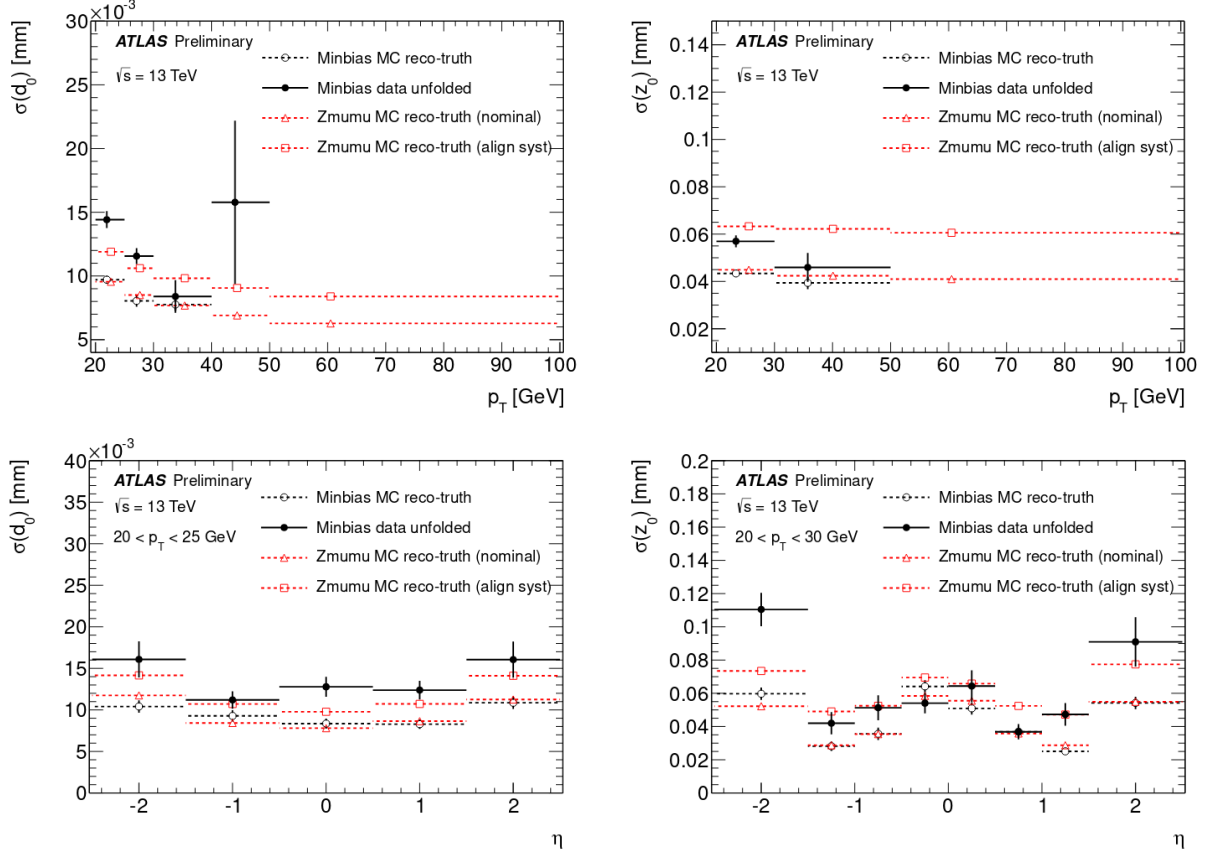 σ(d0) [mm]
×10-3
ATLAS Preliminary
√s = 13 TeV
Minbias MC reco-truth
Minbias data unfolded
Zmumu MC reco-truth (nominal)
Zmumu MC reco-truth (align syst)
30
25
20
15
10
5
20 30 40 50 60 70 80 90 100
pT [GeV]
σ(z0) [mm]
ATLAS Preliminary
√s = 13 TeV
Minbias MC reco-truth
Minbias data unfolded
Zmumu MC reco-truth (nominal)
Zmumu MC reco-truth (align syst)
0.14
0.12
0.1
0.08
0.06
0.04
0.02
20 30 40 50 60 70 80 90 100
pT [GeV]
σ(d0) [mm]
×10-3
ATLAS Preliminary
√s = 13 TeV
20 < pT < 25 GeV
Minbias MC reco-truth
Minbias data unfolded
Zmumu MC reco-truth (nominal)
Zmumu MC reco-truth (align syst)
40
35
30
25
20
15
10
5
0
-2 -1 0 1 2
η
σ(z0) [mm]
ATLAS Preliminary
√s = 13 TeV
20 < pT < 30 GeV
Minbias MC reco-truth
Minbias data unfolded
Zmumu MC reco-truth (nominal)
Zmumu MC reco-truth (align syst)
0.2
0.18
0.16
0.14
0.12
0.1
0.08
0.06
0.04
0.02
0
-2 -1 0 1 2
η